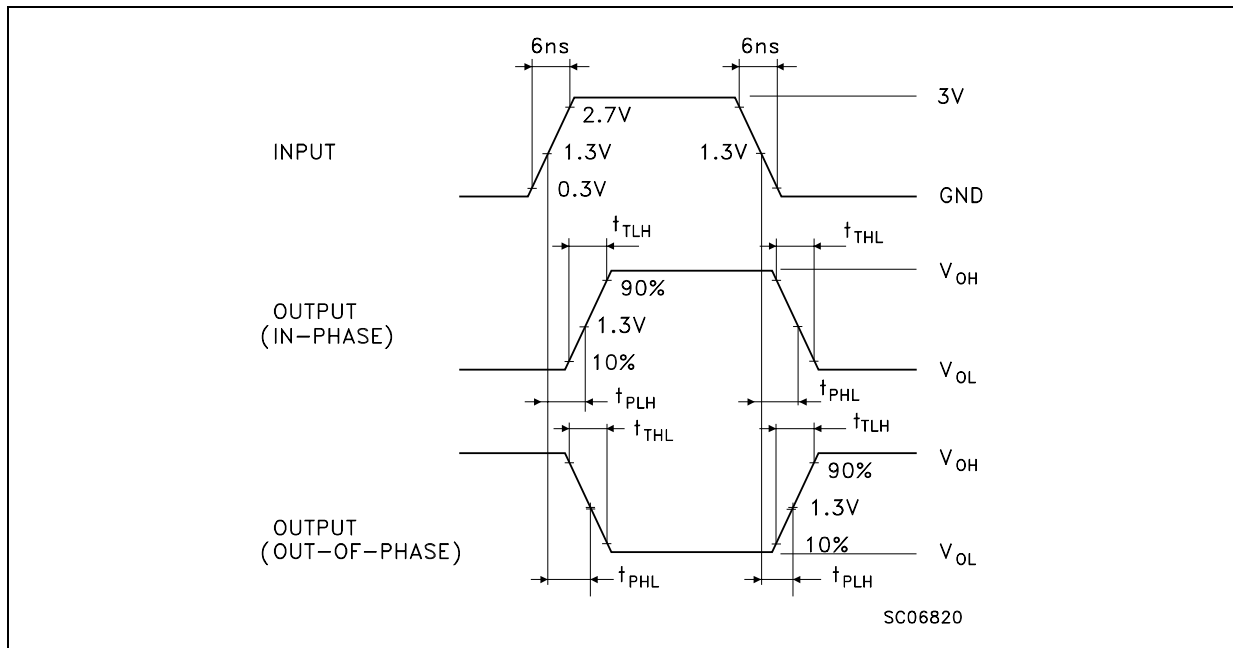 6ns 6ns
3V
2.7V
INPUT 1.3V 1.3V
0.3V GND
tTLH tTHL
VOH
90%
OUTPUT
(IN-PHASE) 1.3V
10% VOL
tPLH tPHL
tTHL tTLH
VOH
90%
1.3V
OUTPUT
(OUT-OF-PHASE) 10% VOL
tPHL tPLH
SC06820